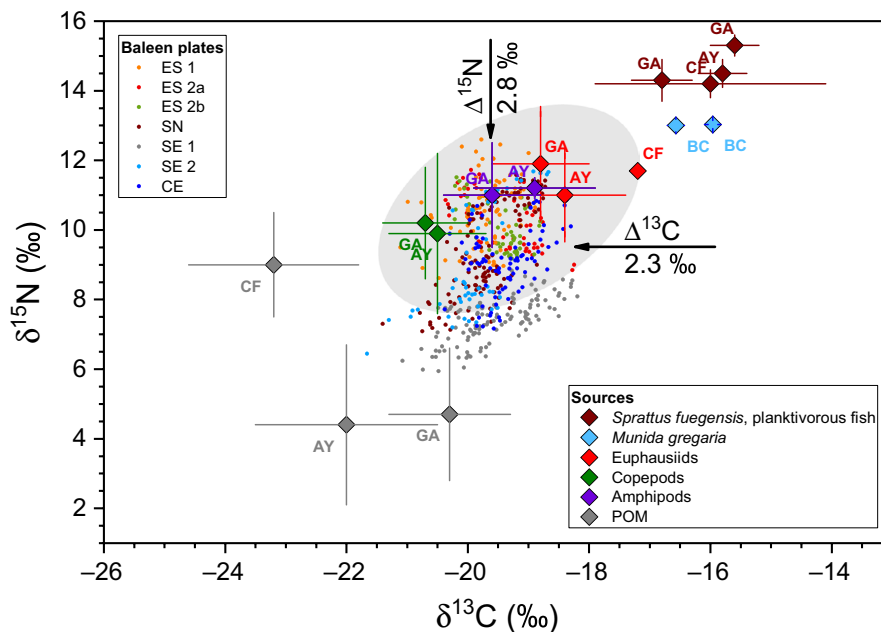 16
14
12
10
8
6
4
2
δ15N (‰)
Baleen plates
ES 1
ES 2a
ES 2b
SN
SE 1
SE 2
CE
Δ15N
2.8 ‰
GA
GA
CF
AY
BC
BC
GA
CF
GA
AY
AY
GA
AY
Δ13C
2.3 ‰
CF
AY
GA
Sources
Sprattus fuegensis, planktivorous fish
Munida gregaria
Euphausiids
Copepods
Amphipods
POM
–26
–24
–22
–20
–18
–16
–14
δ13C (‰)